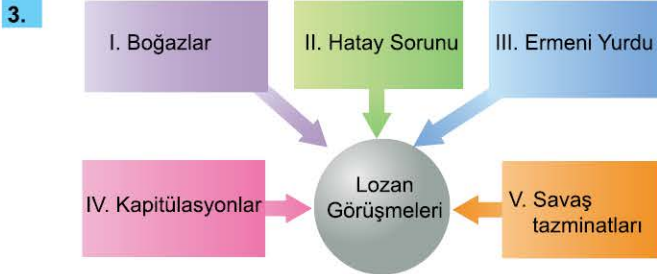 3.
I. Boğazlar
II. Hatay Sorunu
III. Ermeni Yurdu
IV. Kapitülasyonlar
Lozan
Görüşmeleri
V. Savaş
tazminatları